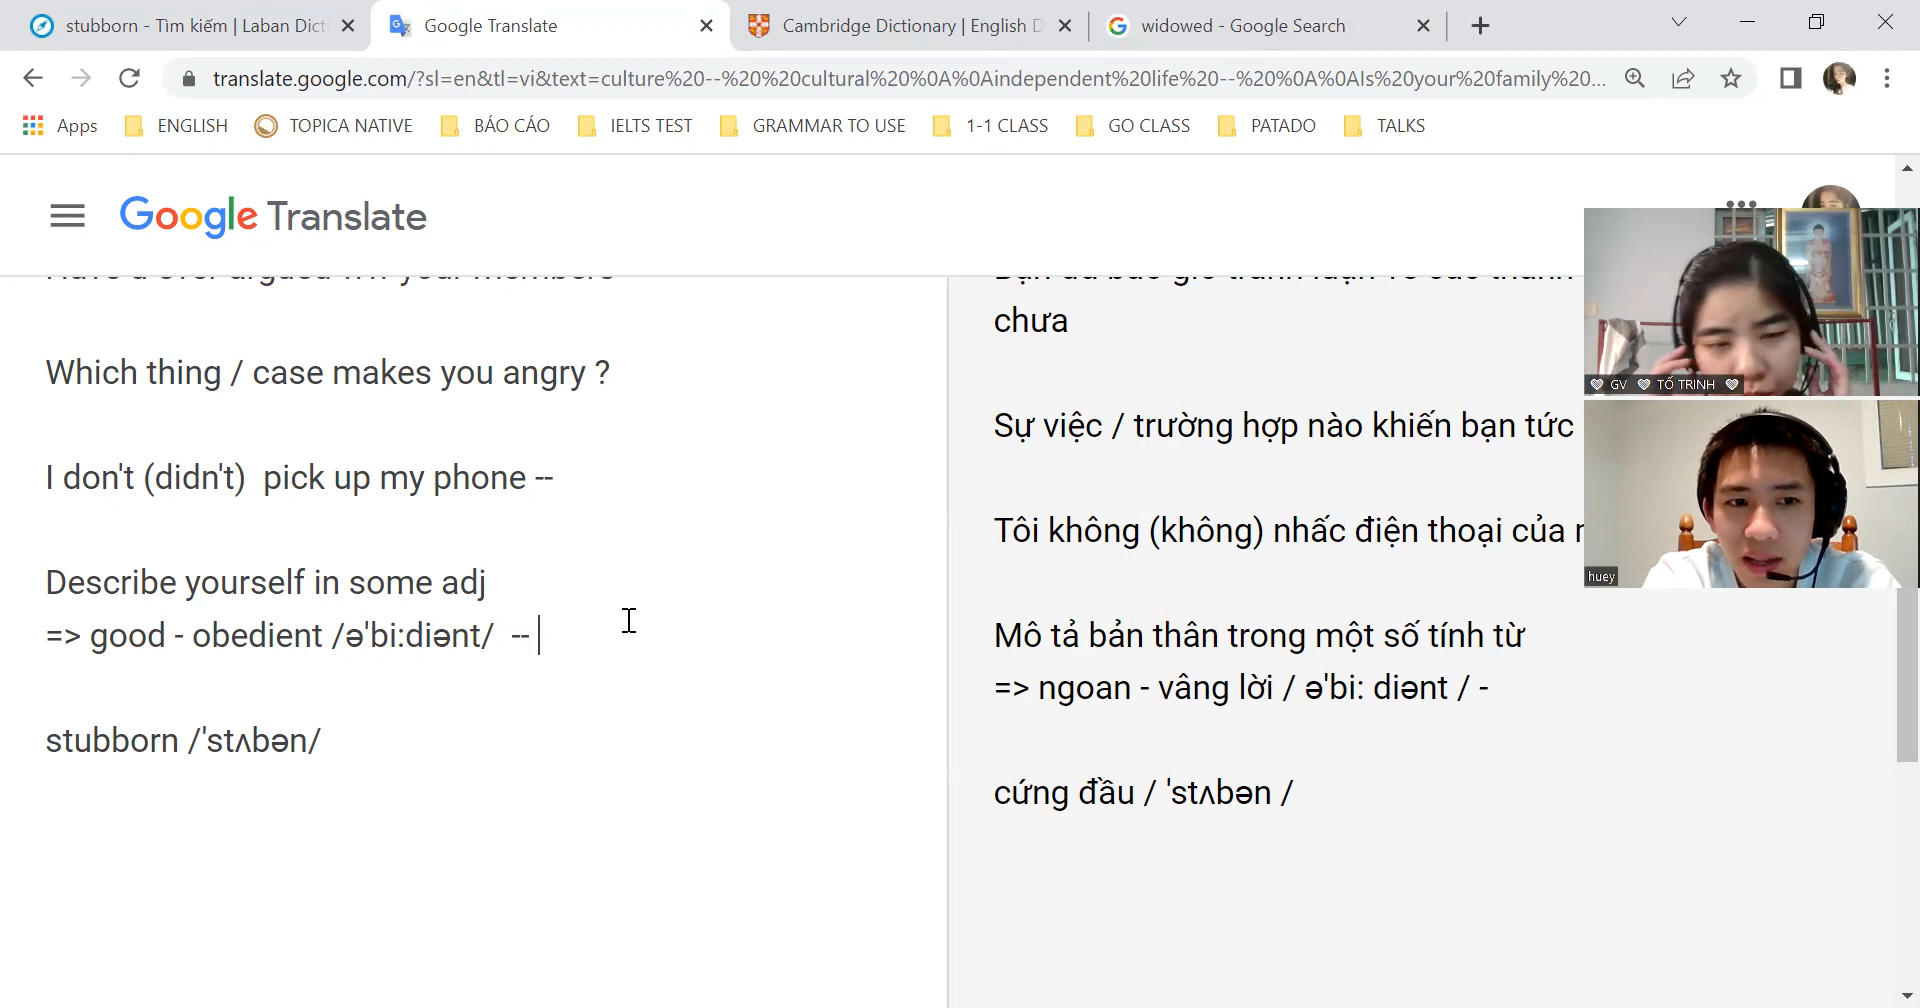 stubborn - Tìm kiếm | Laban Dict
Google Translate
Cambridge Dictionary | English D
widowed - Google Search
translate.google.com/?sl=en&tl=vi&text=culture%20--%20%20cultural%20%0A%0Aindependent%20life%20--%20%0A%0AIs%20your%20family%20...
Apps
ENGLISH
TOPICA NATIVE
BÁO CÁO
IELTS TEST
GRAMMAR TO USE
1-1 CLASS
GO CLASS
PATADO
TALKS
Google Translate
Which thing / case makes you angry ?
I don't (didn't) pick up my phone --
Describe yourself in some adj
=> good - obedient /ə'bi:diənt/ --
stubborn /'stʌbən/
chưa
Sự việc / trường hợp nào khiến bạn tức
Tôi không (không) nhấc điện thoại của
Mô tả bản thân trong một số tính từ
=> ngoan - vâng lời / ə'bi: diənt / -
cứng đầu / 'stʌbən /
GV TỐ TRINH
huey